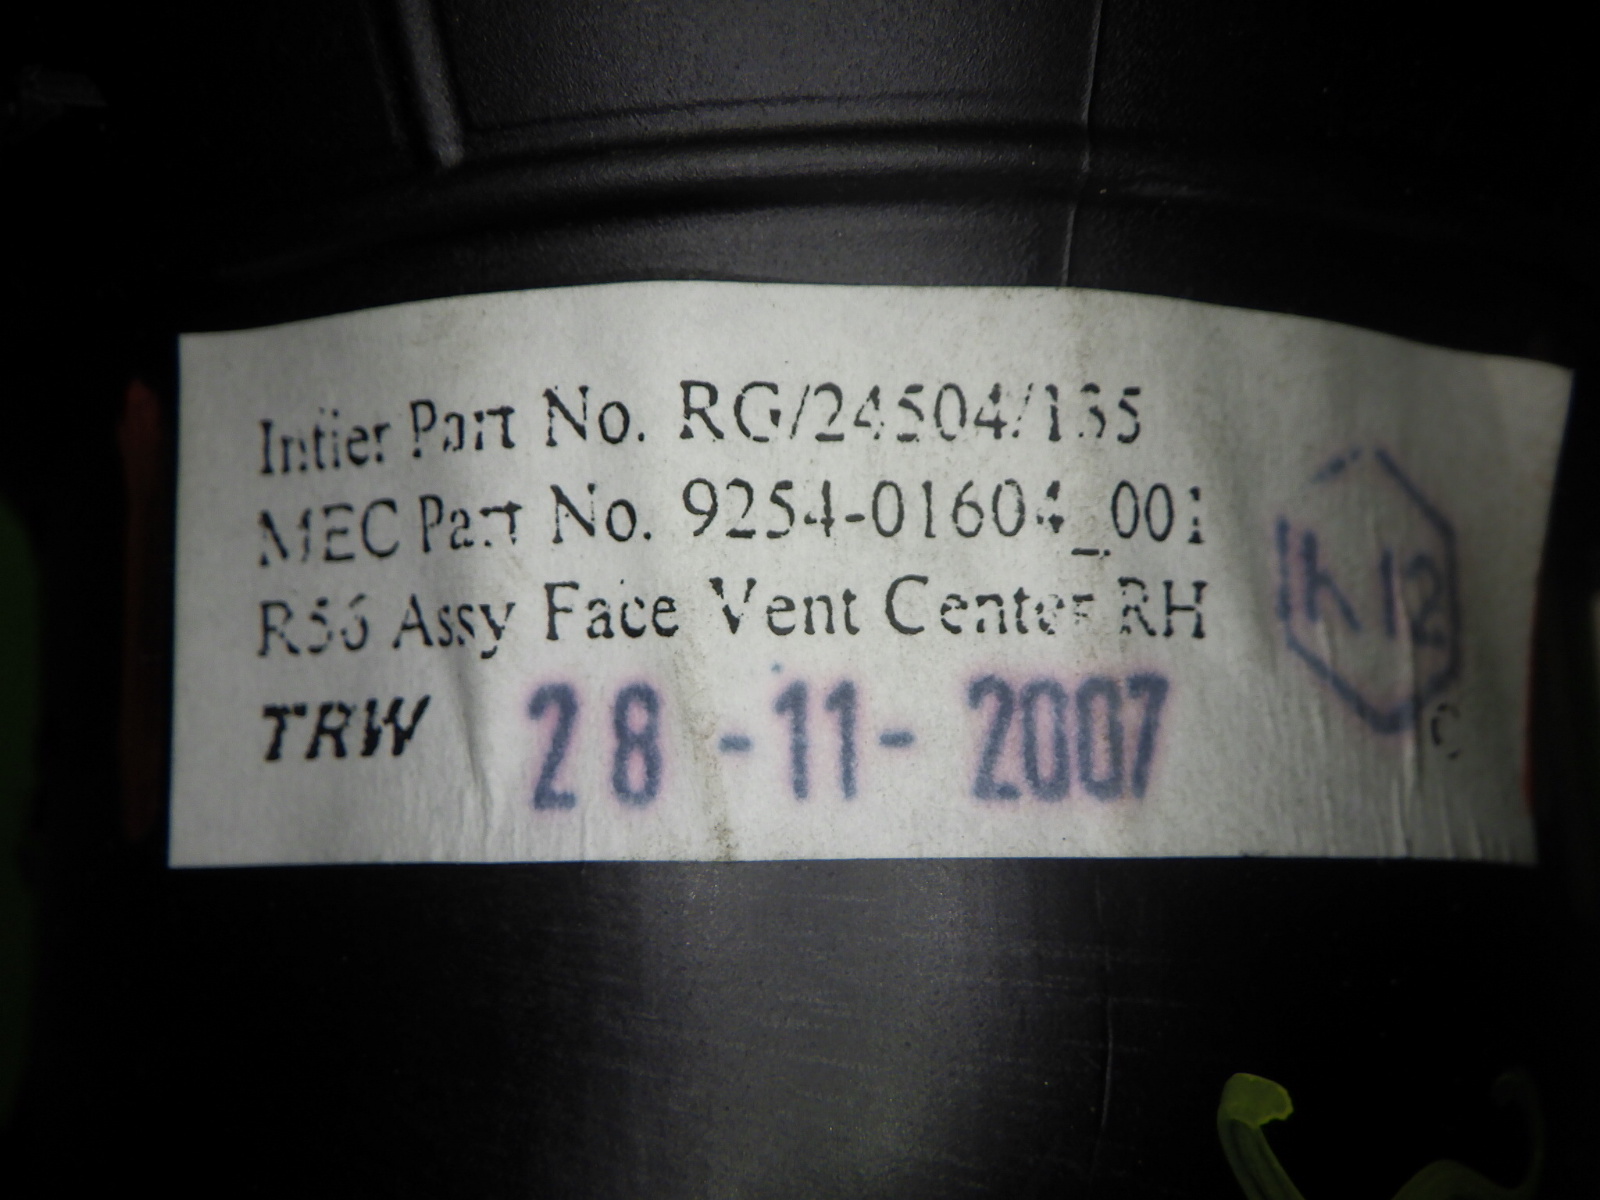 Intier Part No. RG/24504/135
MEC Part No. 9254-01604_001
R56 Assy Face Vent Center RH
TRW 28-11-2007
C